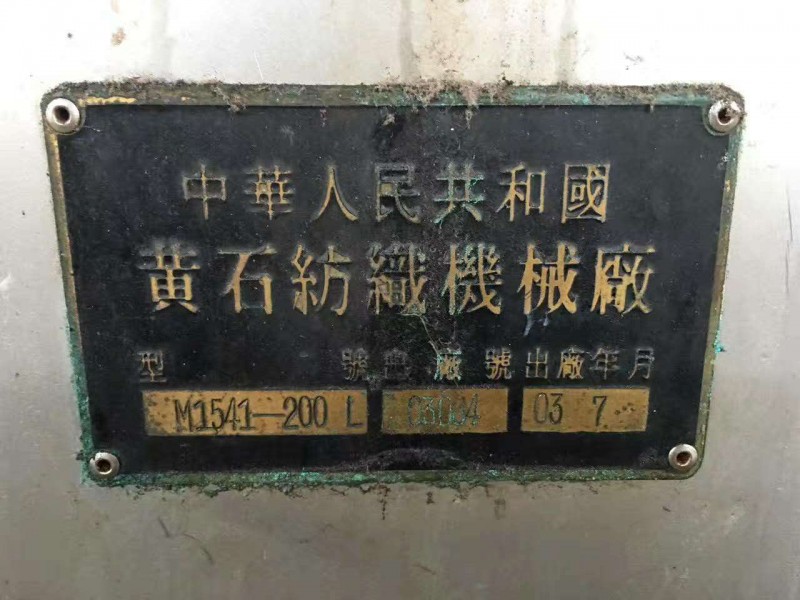 中華人民共和國
黄石紡織機械廠
型 號 出 廠 號 出廠年月
M1541-200 L 03 7